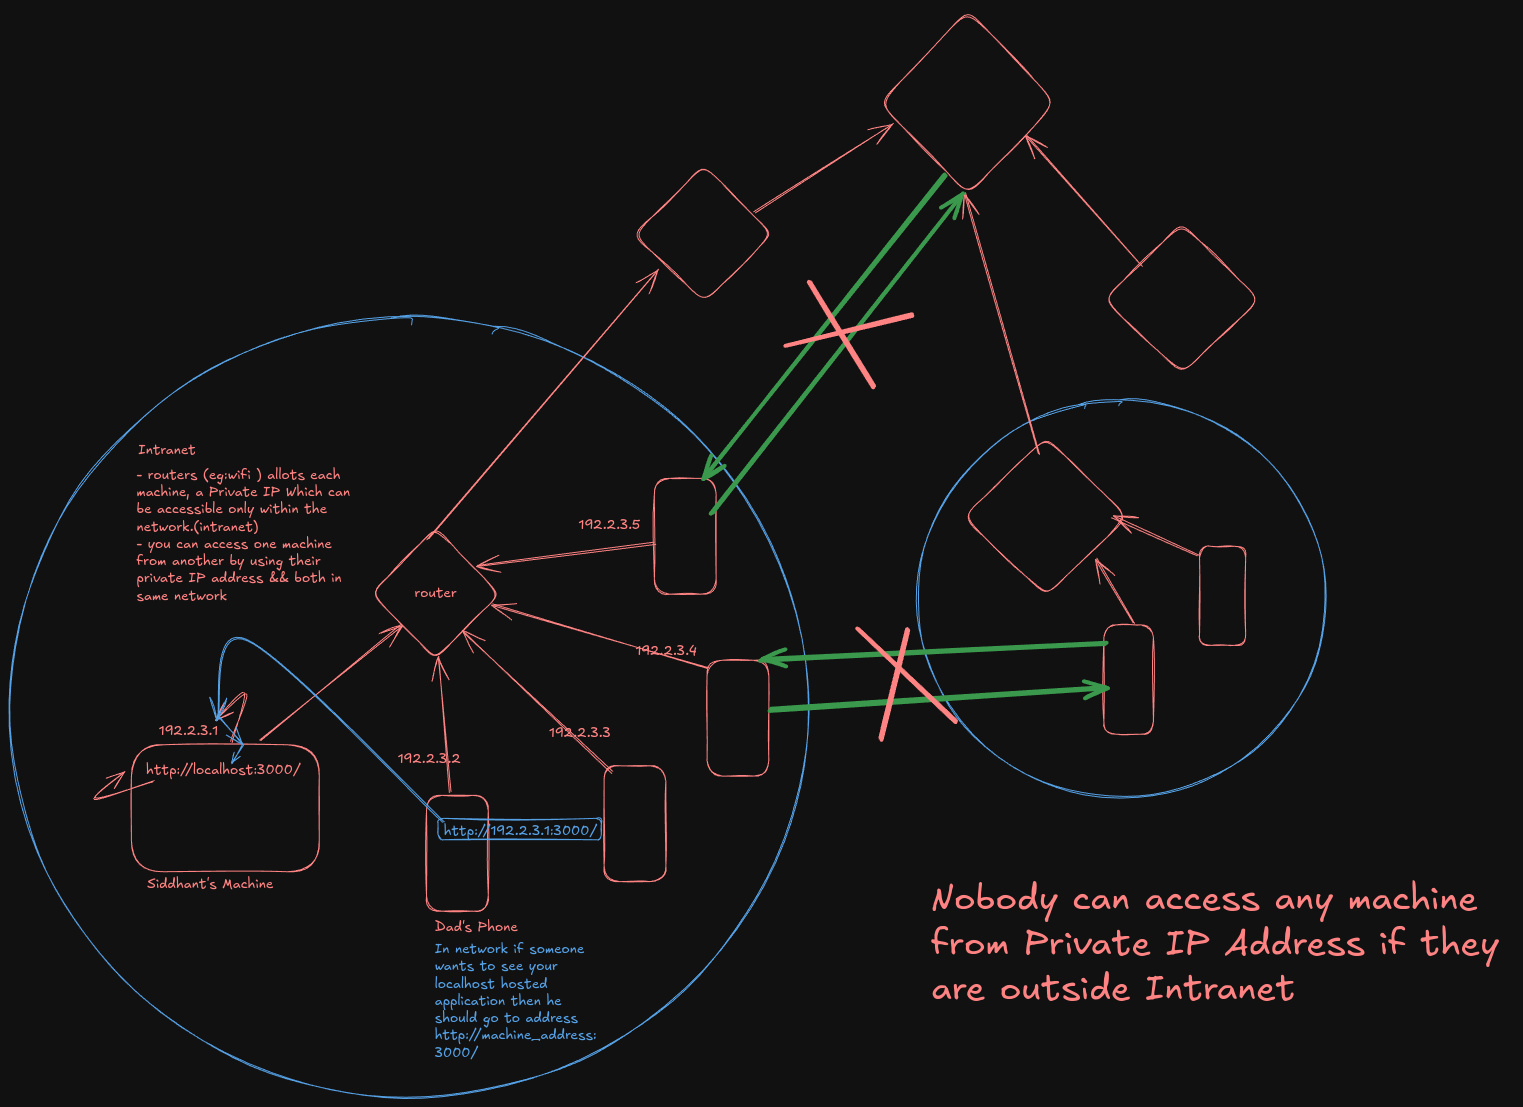 Intranet
- routers (eg:wifi ) allots each
machine, a Private IP Which can
be accessible only within the
network.(intranet)
- you can access one machine
from another by using their
private IP address && both in
same network
router
192.2.3.5
192.2.3.4
192.2.3.3
192.2.3.2
192.2.3.1
http://localhost:3000/
Siddhant's Machine
http://192.2.3.1:3000/
Dad's Phone
In network if someone
wants to see your
localhost hosted
application then he
should go to address
http://machine_address:
3000/
Nobody can access any machine
from Private IP Address if they
are outside Intranet